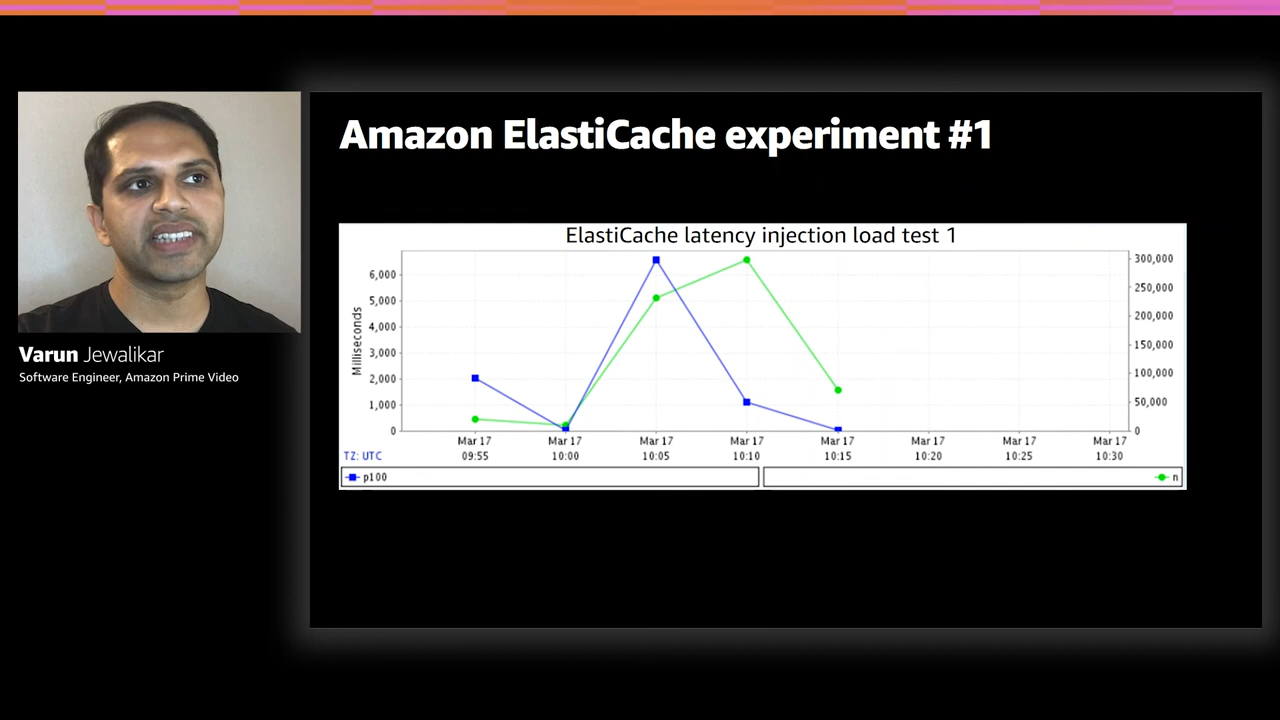 Amazon ElastiCache experiment #1
Varun Jewalikar
Software Engineer, Amazon Prime Video
ElastiCache latency injection load test 1
Milliseconds
6,000
5,000
4,000
3,000
2,000
1,000
0
300,000
250,000
200,000
150,000
100,000
50,000
0
Mar 17 Mar 17 Mar 17 Mar 17 Mar 17 Mar 17 Mar 17 Mar 17
TZ: UTC 09:55 10:00 10:05 10:10 10:15 10:20 10:25 10:30
p100 n